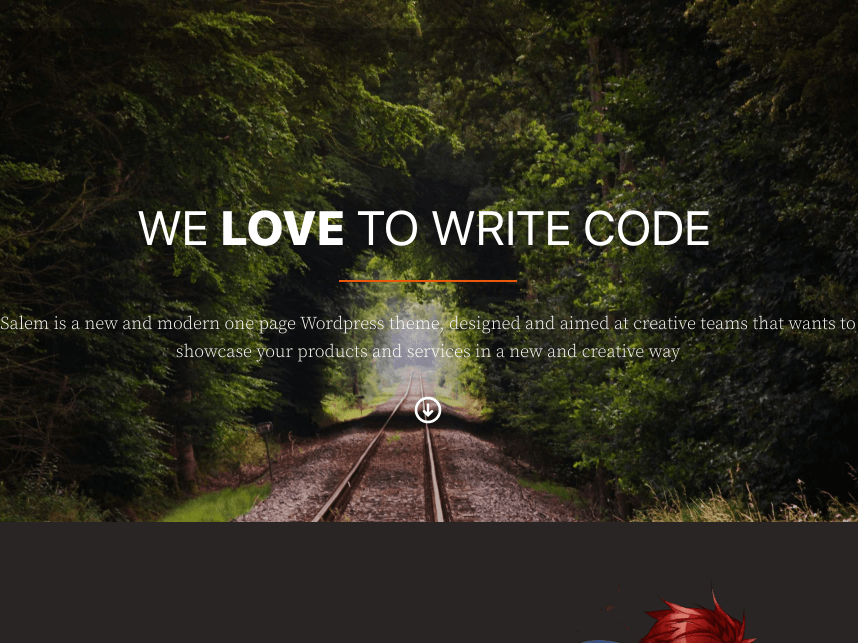 WE LOVE TO WRITE CODE
Salem is a new and modern one page Wordpress theme, designed and aimed at creative teams that wants to
showcase your products and services in a new and creative way